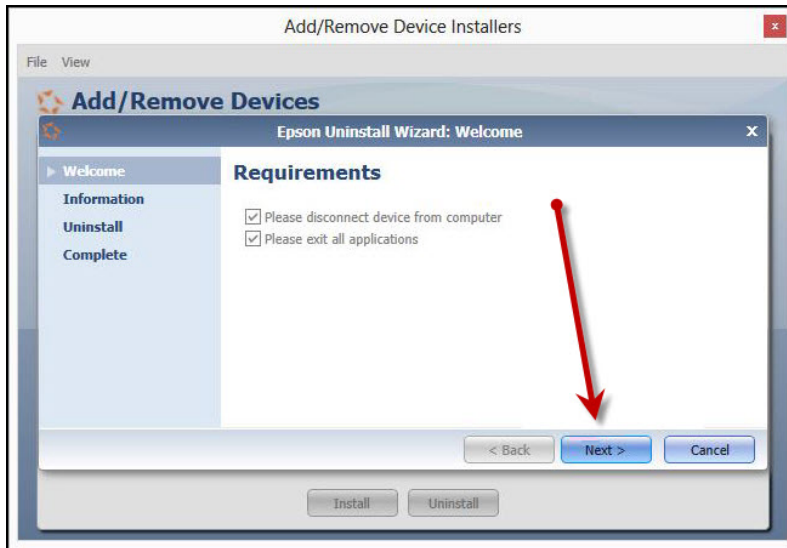 Add/Remove Device Installers
x
File View
Add/Remove Devices
Epson Uninstall Wizard: Welcome
X
Welcome
Information
Uninstall
Complete
Requirements
Please disconnect device from computer
Please exit all applications
< Back Next > Cancel
Install Uninstall